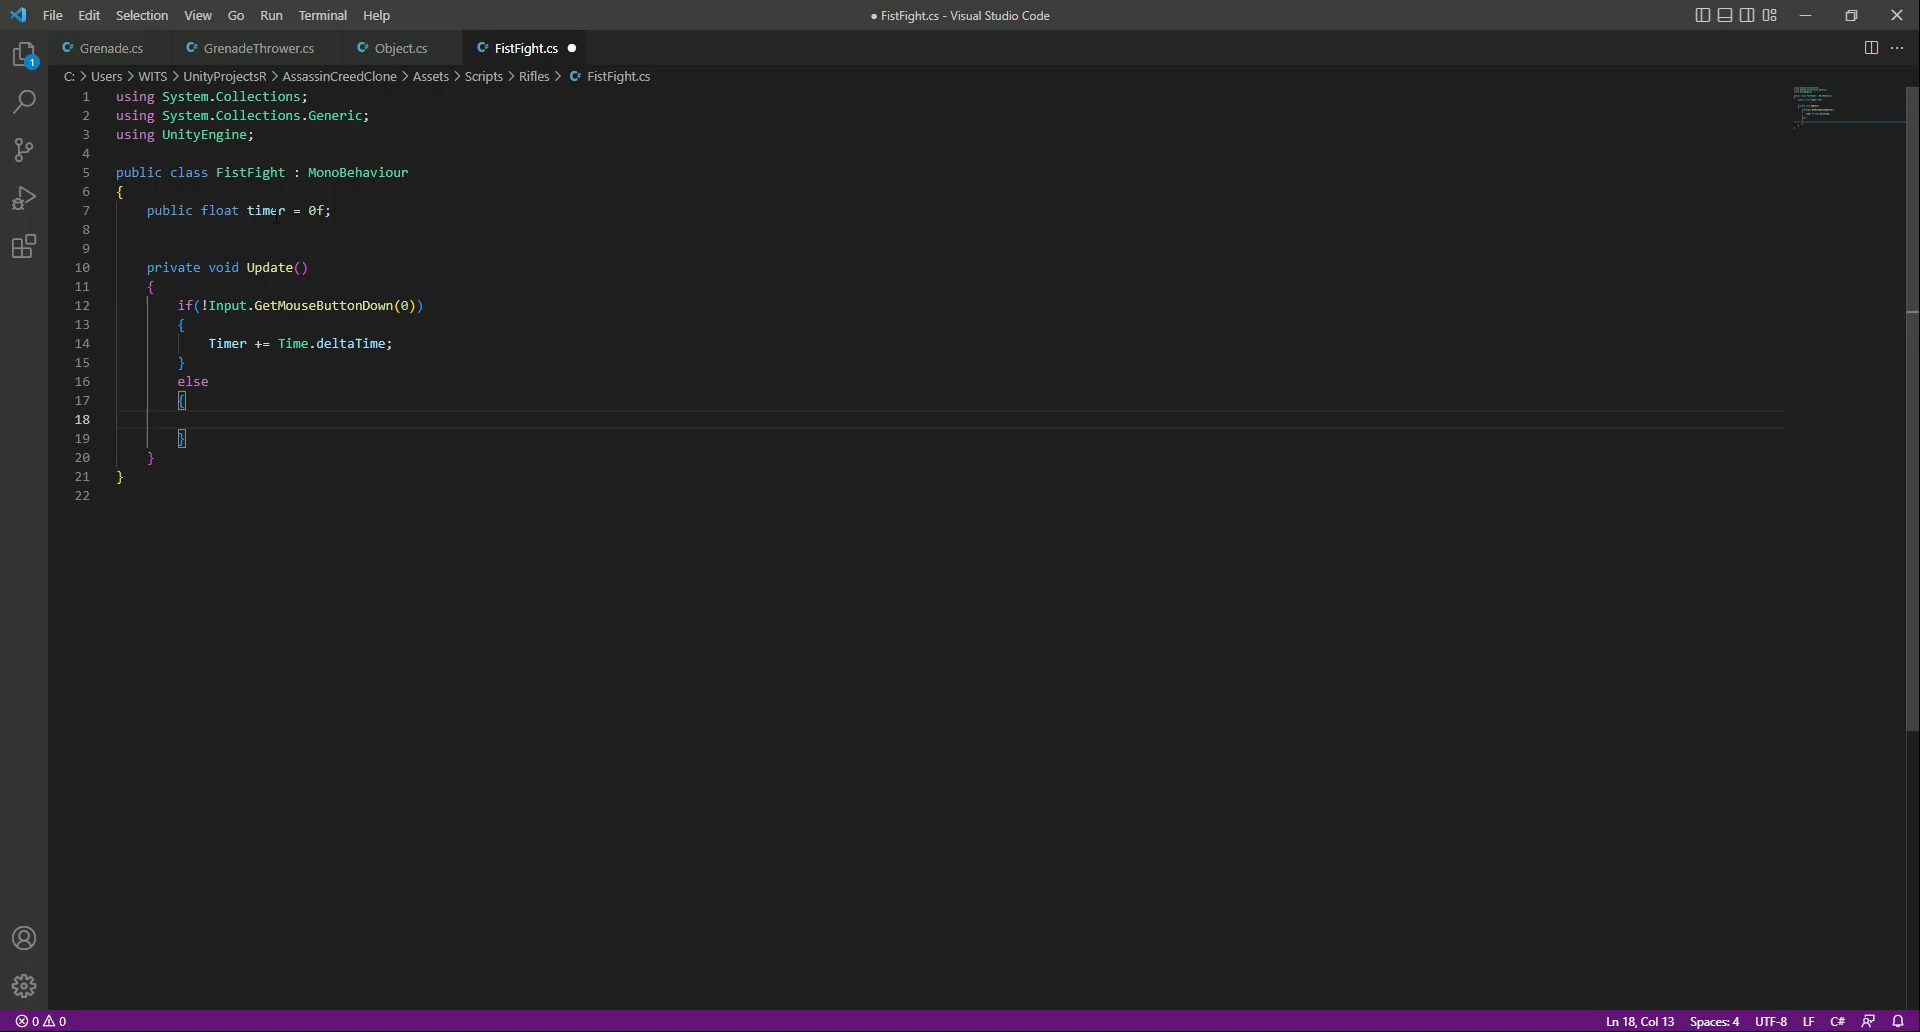 File Edit Selection View Go Run Terminal Help
● FistFight.cs - Visual Studio Code
Grenade.cs GrenadeThrower.cs Object.cs FistFight.cs
1
C: > Users > WITS > UnityProjectsR > AssassinCreedClone > Assets > Scripts > Rifles > FistFight.cs
1 using System.Collections;
2 using System.Collections.Generic;
3 using UnityEngine;
4
5 public class FistFight : MonoBehaviour
6 {
7 public float timer = 0f;
8
9
10 private void Update()
11 {
12 if(!Input.GetMouseButtonDown(0))
13 {
14 Timer += Time.deltaTime;
15 }
16 else
17 {
18
19 }
20 }
21 }
22
0 0
Ln 18, Col 13 Spaces: 4 UTF-8 LF C#